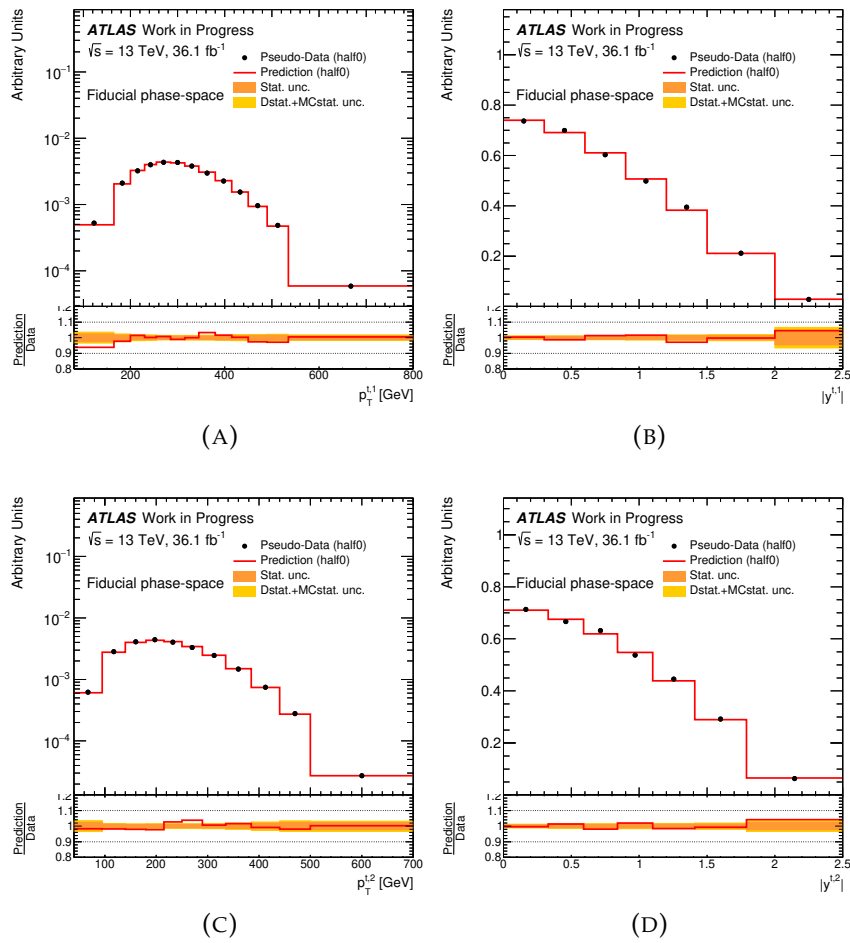 ATLAS Work in Progress
√s = 13 TeV, 36.1 fb⁻¹
Fiducial phase-space
Pseudo-Data (half0)
Prediction (half0)
Stat. unc.
Dstat.+MCstat. unc.
Arbitrary Units
10⁻¹
10⁻²
10⁻³
10⁻⁴
Prediction
Data
1.2
1.1
1
0.9
0.8
200 400 600 800
p_T^{t,1} [GeV]
(A)
ATLAS Work in Progress
√s = 13 TeV, 36.1 fb⁻¹
Fiducial phase-space
Pseudo-Data (half0)
Prediction (half0)
Stat. unc.
Dstat.+MCstat. unc.
Arbitrary Units
1
0.8
0.6
0.4
0.2
Prediction
Data
1.2
1.1
1
0.9
0.8
0 0.5 1 1.5 2 2.5
|y^{t,1}|
(B)
ATLAS Work in Progress
√s = 13 TeV, 36.1 fb⁻¹
Fiducial phase-space
Pseudo-Data (half0)
Prediction (half0)
Stat. unc.
Dstat.+MCstat. unc.
Arbitrary Units
10⁻¹
10⁻²
10⁻³
10⁻⁴
Prediction
Data
1.2
1.1
1
0.9
0.8
100 200 300 400 500 600 700
p_T^{t,2} [GeV]
(C)
ATLAS Work in Progress
√s = 13 TeV, 36.1 fb⁻¹
Fiducial phase-space
Pseudo-Data (half0)
Prediction (half0)
Stat. unc.
Dstat.+MCstat. unc.
Arbitrary Units
1
0.8
0.6
0.4
0.2
Prediction
Data
1.2
1.1
1
0.9
0.8
0 0.5 1 1.5 2 2.5
|y^{t,2}|
(D)